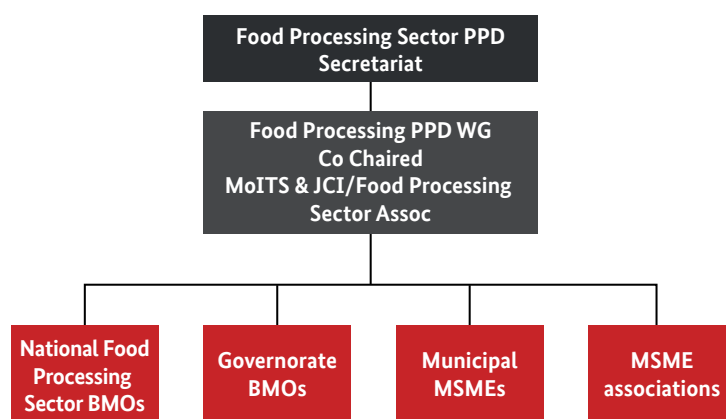 Food Processing Sector PPD
Secretariat
Food Processing PPD WG
Co Chaired
MoITS & JCI/Food Processing
Sector Assoc
National Food
Processing
Sector BMOs
Governorate
BMOs
Municipal
MSMEs
MSME
associations